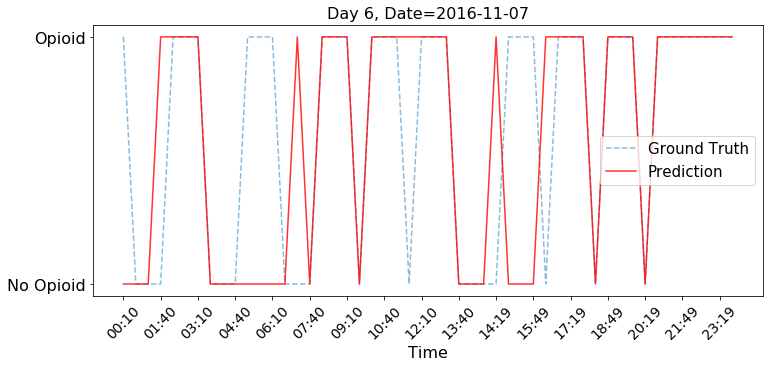 Day 6, Date=2016-11-07
Opioid
No Opioid
Ground Truth
Prediction
00:10 01:40 03:10 04:40 06:10 07:40 09:10 10:40 12:10 13:40 14:19 15:49 17:19 18:49 20:19 21:49 23:19
Time